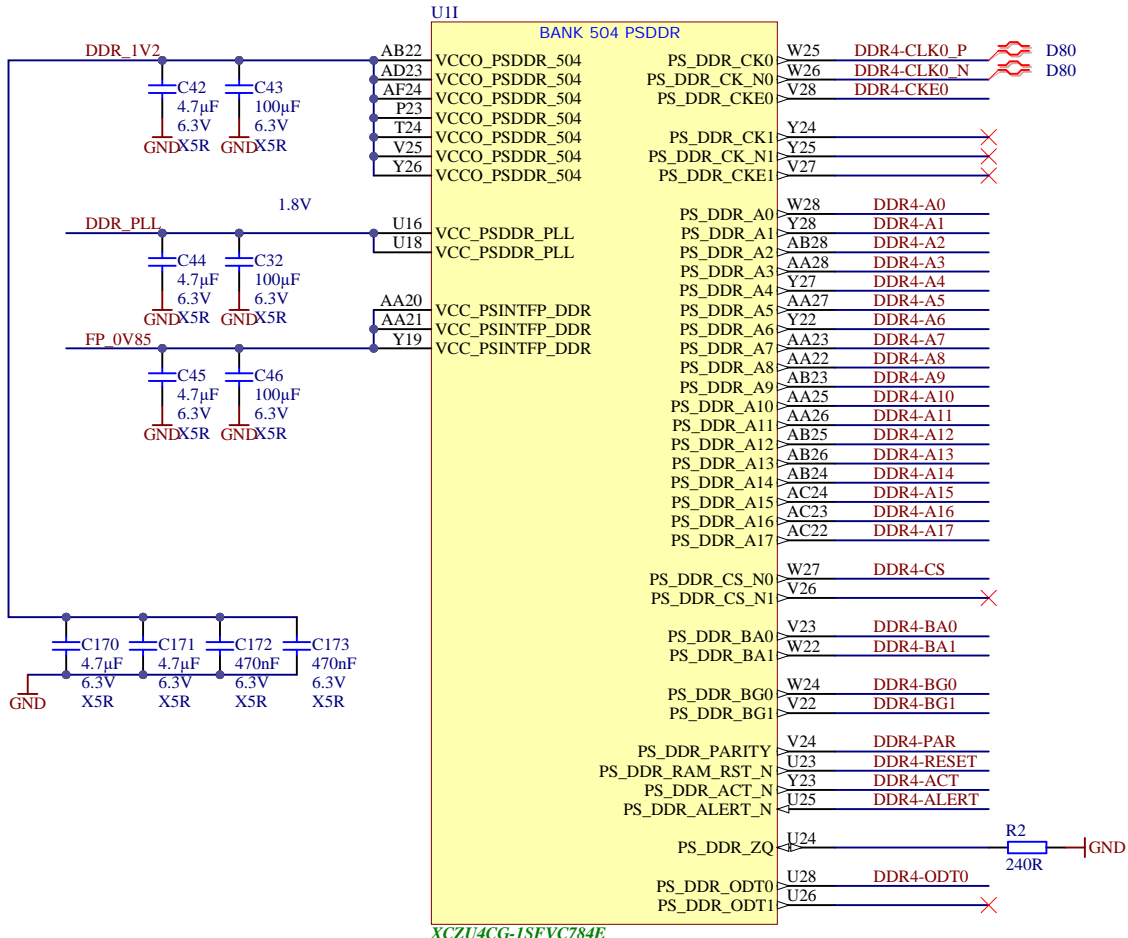 U1I
BANK 504 PSDDR
DDR_1V2
AB22 VCCO_PSDDR_504
AD23 VCCO_PSDDR_504
AF24 VCCO_PSDDR_504
P23 VCCO_PSDDR_504
T24 VCCO_PSDDR_504
V25 VCCO_PSDDR_504
Y26 VCCO_PSDDR_504
C42
4.7µF
6.3V
X5R
GND
C43
100µF
6.3V
X5R
GND
1.8V
DDR_PLL
U16 VCC_PSDDR_PLL
U18 VCC_PSDDR_PLL
C44
4.7µF
6.3V
X5R
GND
C32
100µF
6.3V
X5R
GND
AA20 VCC_PSINTFP_DDR
AA21 VCC_PSINTFP_DDR
Y19 VCC_PSINTFP_DDR
FP_0V85
C45
4.7µF
6.3V
X5R
GND
C46
100µF
6.3V
X5R
GND
C170
4.7µF
6.3V
X5R
C171
4.7µF
6.3V
X5R
C172
470nF
6.3V
X5R
C173
470nF
6.3V
X5R
GND
PS_DDR_CK0 W25 DDR4-CLK0_P D80
PS_DDR_CK_N0 W26 DDR4-CLK0_N D80
PS_DDR_CKE0 V28 DDR4-CKE0
PS_DDR_CK1 Y24
PS_DDR_CK_N1 Y25
PS_DDR_CKE1 V27
PS_DDR_A0 W28 DDR4-A0
PS_DDR_A1 Y28 DDR4-A1
PS_DDR_A2 AB28 DDR4-A2
PS_DDR_A3 AA28 DDR4-A3
PS_DDR_A4 Y27 DDR4-A4
PS_DDR_A5 AA27 DDR4-A5
PS_DDR_A6 Y22 DDR4-A6
PS_DDR_A7 AA23 DDR4-A7
PS_DDR_A8 AA22 DDR4-A8
PS_DDR_A9 AB23 DDR4-A9
PS_DDR_A10 AA25 DDR4-A10
PS_DDR_A11 AA26 DDR4-A11
PS_DDR_A12 AB25 DDR4-A12
PS_DDR_A13 AB26 DDR4-A13
PS_DDR_A14 AB24 DDR4-A14
PS_DDR_A15 AC24 DDR4-A15
PS_DDR_A16 AC23 DDR4-A16
PS_DDR_A17 AC22 DDR4-A17
PS_DDR_CS_N0 W27 DDR4-CS
PS_DDR_CS_N1 V26
PS_DDR_BA0 V23 DDR4-BA0
PS_DDR_BA1 W22 DDR4-BA1
PS_DDR_BG0 W24 DDR4-BG0
PS_DDR_BG1 V22 DDR4-BG1
PS_DDR_PARITY V24 DDR4-PAR
PS_DDR_RAM_RST_N U23 DDR4-RESET
PS_DDR_ACT_N Y23 DDR4-ACT
PS_DDR_ALERT_N U25 DDR4-ALERT
PS_DDR_ZQ U24 R2 GND
240R
PS_DDR_ODT0 U28 DDR4-ODT0
PS_DDR_ODT1 U26
XCZU4CG-1SFVC784E